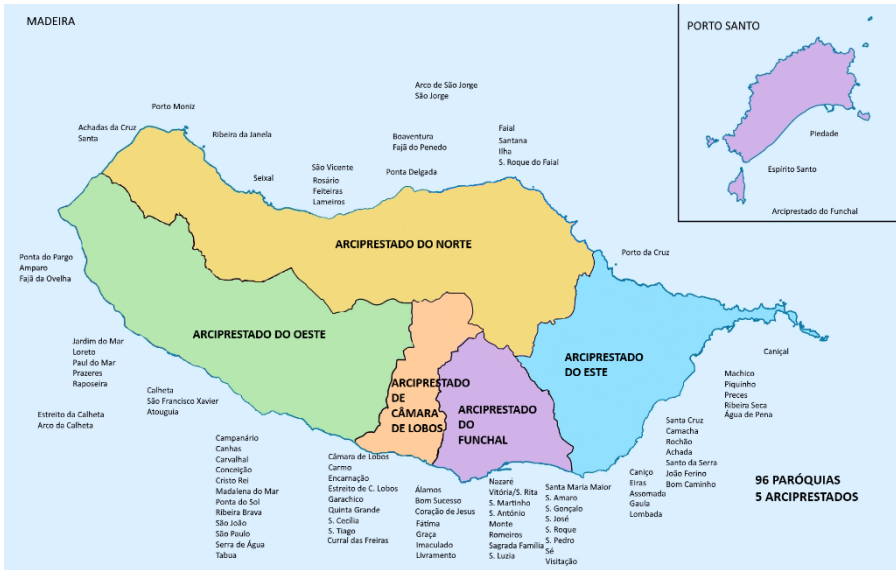 MADEIRA
PORTO SANTO
Piedade
Espírito Santo
Arciprestado do Funchal
Arco de São Jorge
São Jorge
Porto Moniz
Achadas da Cruz
Santa
Ribeira da Janela
Seixal
São Vicente
Rosário
Feiteiras
Lameiros
Boaventura
Fajã do Penedo
Ponta Delgada
Faial
Santana
Ilha
S. Roque do Faial
ARCIPRESTADO DO NORTE
Porto da Cruz
Ponta do Pargo
Amparo
Fajã da Ovelha
ARCIPRESTADO DO OESTE
Jardim do Mar
Loreto
Paul do Mar
Prazeres
Raposeira
Calheta
São Francisco Xavier
Atouguia
Estreito da Calheta
Arco da Calheta
ARCIPRESTADO
DE
CÂMARA
DE LOBOS
ARCIPRESTADO
DO
FUNCHAL
ARCIPRESTADO
DO ESTE
Caniçal
Machico
Piquinho
Preces
Ribeira Seca
Água de Pena
Santa Cruz
Camacha
Rochão
Achada
Santo da Serra
João Ferino
Bom Caminho
Caniço
Eiras
Assomada
Gaula
Lombada
Campanário
Canhas
Carvalhal
Conceição
Cristo Rei
Madalena do Mar
Ponta do Sol
Ribeira Brava
São João
São Paulo
Serra de Água
Tabua
Câmara de Lobos
Carmo
Encarnação
Estreito de C. Lobos
Garachico
Quinta Grande
S. Cecília
S. Tiago
Curral das Freiras
Álamos
Bom Sucesso
Coração de Jesus
Fátima
Graça
Imaculado
Livramento
Nazaré
Vitória/S. Rita
S. Martinho
S. António
Monte
Romeiros
Sagrada Família
S. Luzia
Santa Maria Maior
S. Amaro
S. Gonçalo
S. José
S. Roque
S. Pedro
Sé
Visitação
96 PARÓQUIAS
5 ARCIPRESTADOS